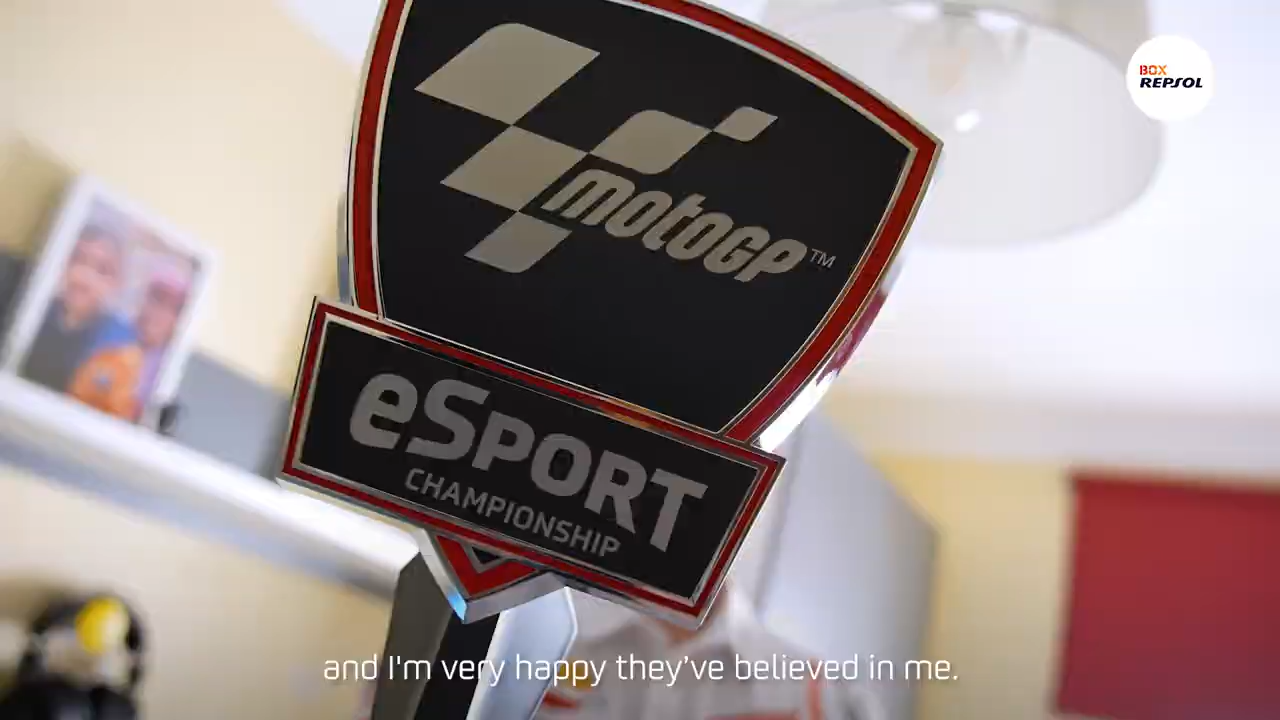 BOX
REPSOL
motoGP™
eSPORT
CHAMPIONSHIP
and I'm very happy they've believed in me.